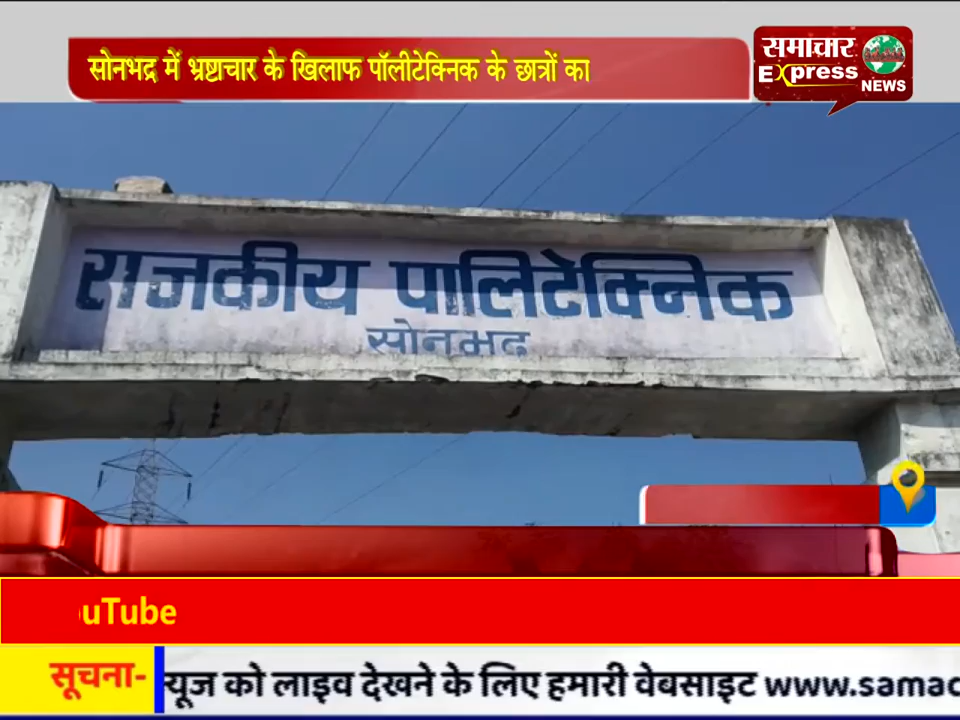 सोनभद्र में भ्रष्टाचार के खिलाफ पॉलीटेक्निक के छात्रों का
समाचार
Express
NEWS
राजकीय पालिटेक्निक
सोनभद्र
uTube
सूचना- न्यूज को लाइव देखने के लिए हमारी वेबसाइट www.samac